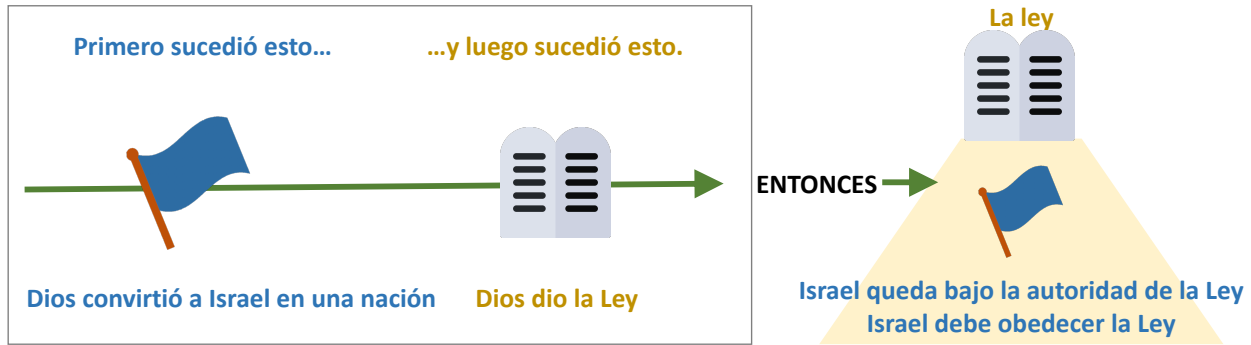 Primero sucedió esto…
…y luego sucedió esto.
Dios convirtió a Israel en una nación
Dios dio la Ley
ENTONCES
La ley
Israel queda bajo la autoridad de la Ley
Israel debe obedecer la Ley